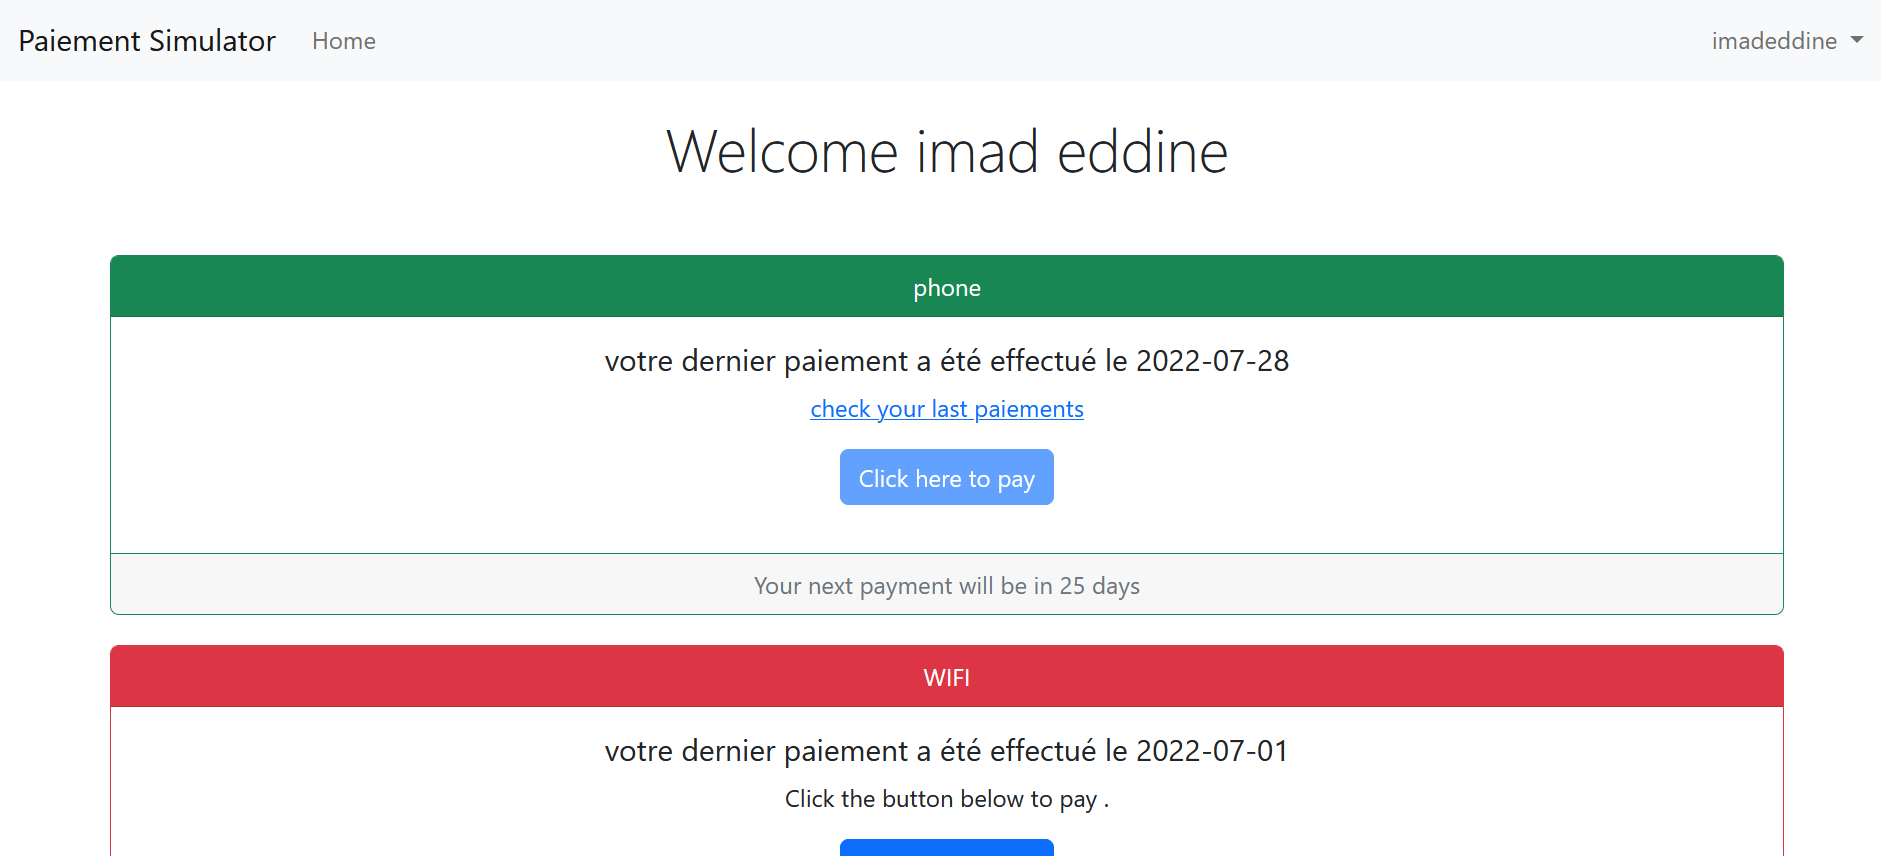 Paiement Simulator Home imadeddine
Welcome imad eddine
phone
votre dernier paiement a été effectué le 2022-07-28
check your last paiements
Click here to pay
Your next payment will be in 25 days
WIFI
votre dernier paiement a été effectué le 2022-07-01
Click the button below to pay .